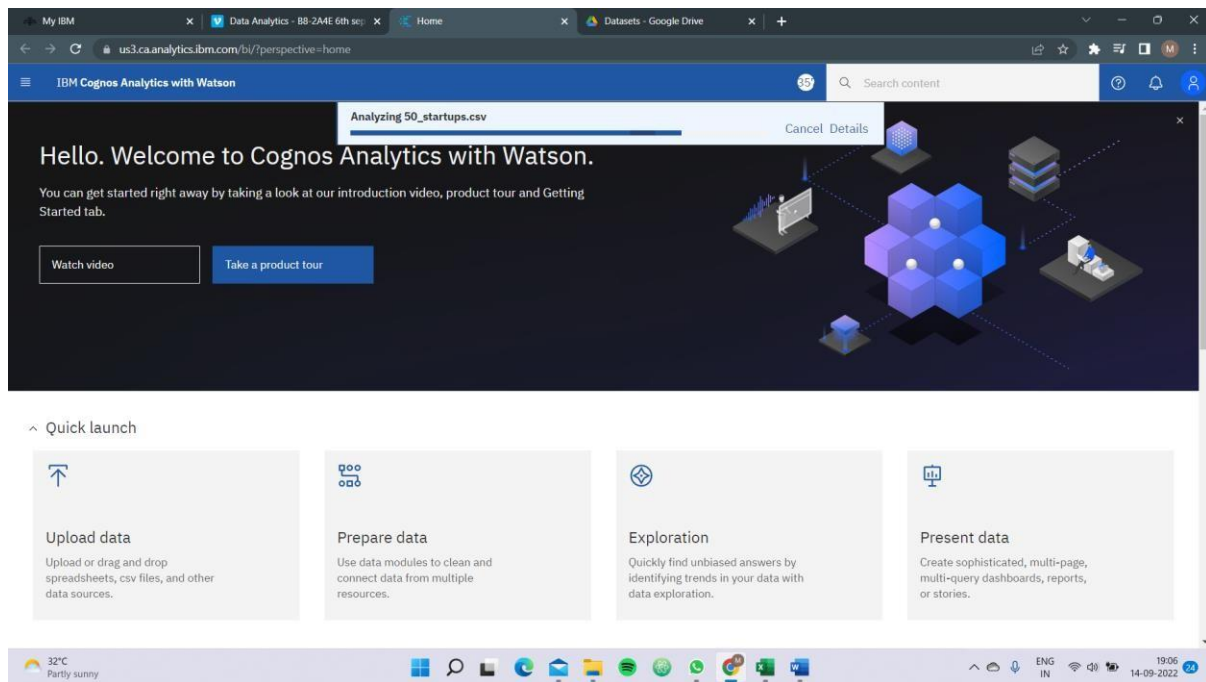 My IBM
Data Analytics - B8-2A4E 6th sep
Home
Datasets - Google Drive
us3.ca.analytics.ibm.com/bi/?perspective=home
M
IBM Cognos Analytics with Watson
Search content
Analyzing 50_startups.csv
Cancel Details
Hello. Welcome to Cognos Analytics with Watson.
You can get started right away by taking a look at our introduction video, product tour and Getting
Started tab.
Watch video
Take a product tour
Quick launch
Upload data
Upload or drag and drop
spreadsheets, csv files, and other
data sources.
Prepare data
Use data modules to clean and
connect data from multiple
resources.
Exploration
Quickly find unbiased answers by
identifying trends in your data with
data exploration.
Present data
Create sophisticated, multi-page,
multi-query dashboards, reports,
or stories.
32°C
Partly sunny
ENG
IN
19:06
14-09-2022
24